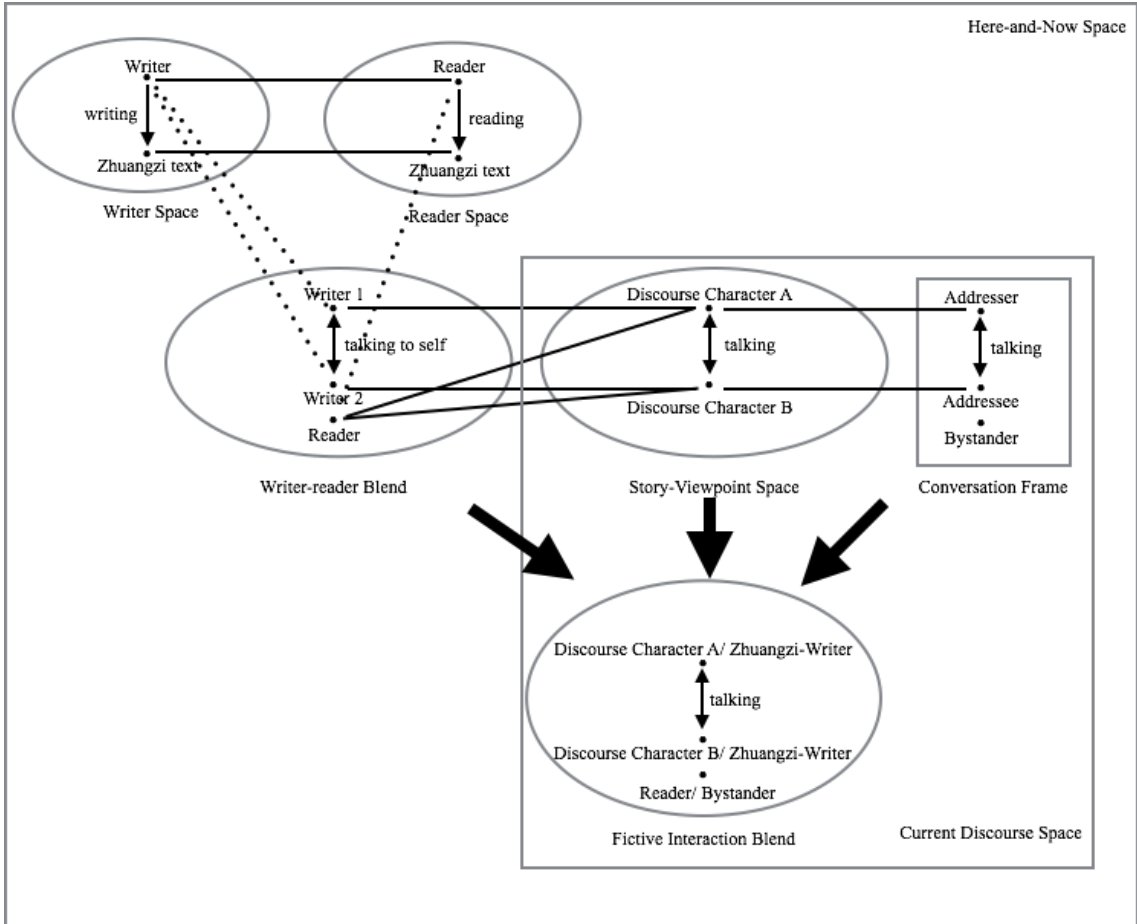 Here-and-Now Space
Writer
Reader
writing
reading
Zhuangzi text
Zhuangzi text
Writer Space
Reader Space
Writer 1
talking to self
Writer 2
Reader
Writer-reader Blend
Discourse Character A
talking
Discourse Character B
Story-Viewpoint Space
Addresser
talking
Addressee
Bystander
Conversation Frame
Discourse Character A/ Zhuangzi-Writer
talking
Discourse Character B/ Zhuangzi-Writer
Reader/ Bystander
Fictive Interaction Blend
Current Discourse Space